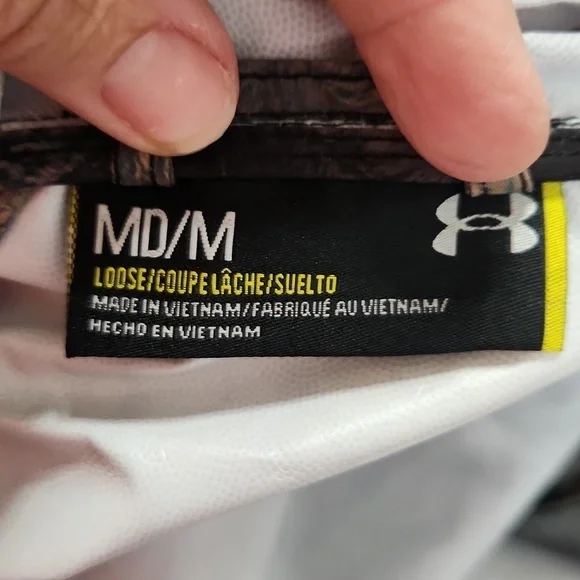 MD/M
LOOSE/COUPE LÂCHE/SUELTO
MADE IN VIETNAM/FABRIQUÉ AU VIETNAM/
HECHO EN VIETNAM